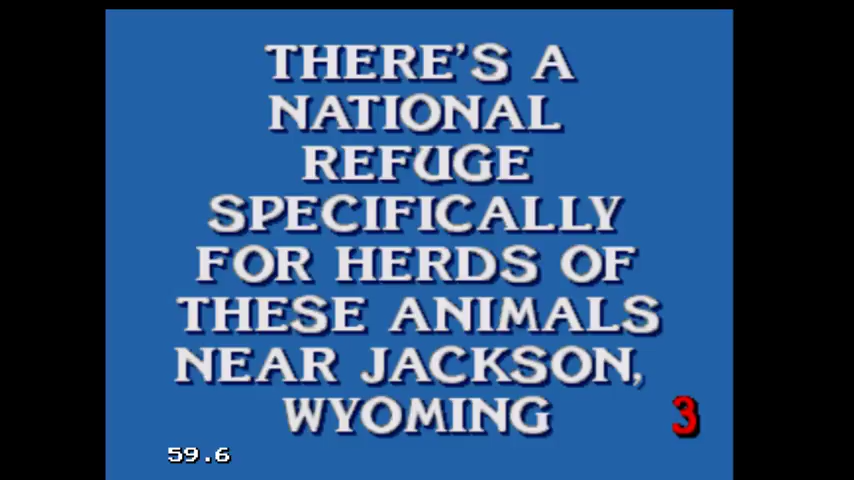 THERE'S A
NATIONAL
REFUGE
SPECIFICALLY
FOR HERDS OF
THESE ANIMALS
NEAR JACKSON,
WYOMING
3
59.6